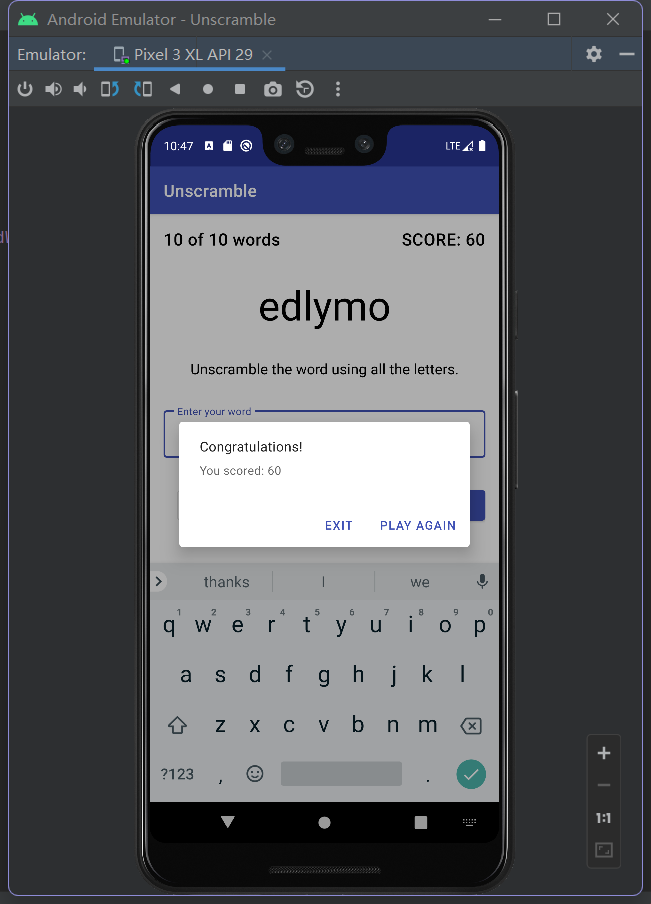 Android Emulator - Unscramble
Emulator: Pixel 3 XL API 29
10:47 LTE
Unscramble
10 of 10 words SCORE: 60
edlymo
Unscramble the word using all the letters.
Enter your word
Congratulations!
You scored: 60
EXIT PLAY AGAIN
thanks I we
1 2 3 4 5 6 7 8 9 0
q w e r t y u i o p
a s d f g h j k l
z x c v b n m
?123 , .
1:1